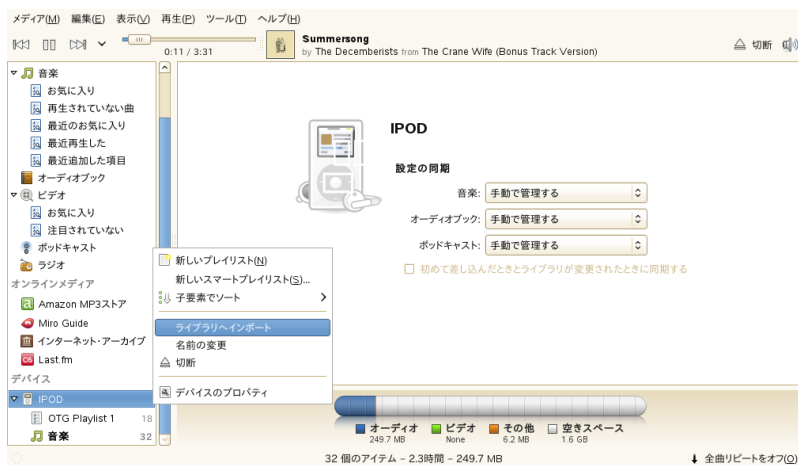 メディア(M) 編集(E) 表示(V) 再生(P) ツール(T) ヘルプ(H)
0:11 / 3:31
Summersong
by The Decemberists from The Crane Wife (Bonus Track Version)
切断
音楽
お気に入り
再生されていない曲
最近のお気に入り
最近再生した
最近追加した項目
オーディオブック
ビデオ
お気に入り
注目されていない
ポッドキャスト
ラジオ
オンラインメディア
Amazon MP3ストア
Miro Guide
インターネット・アーカイブ
Last.fm
デバイス
IPOD
OTG Playlist 1 18
音楽 32
新しいプレイリスト(N)
新しいスマートプレイリスト(S)...
子要素でソート
ライブラリへインポート
名前の変更
切断
デバイスのプロパティ
IPOD
設定の同期
音楽: 手動で管理する
オーディオブック: 手動で管理する
ポッドキャスト: 手動で管理する
初めて差し込んだときとライブラリが変更されたときに同期する
オーディオ ビデオ その他 空きスペース
249.7 MB None 6.2 MB 1.6 GB
32 個のアイテム – 2.3時間 – 249.7 MB
全曲リピートをオフ(O)